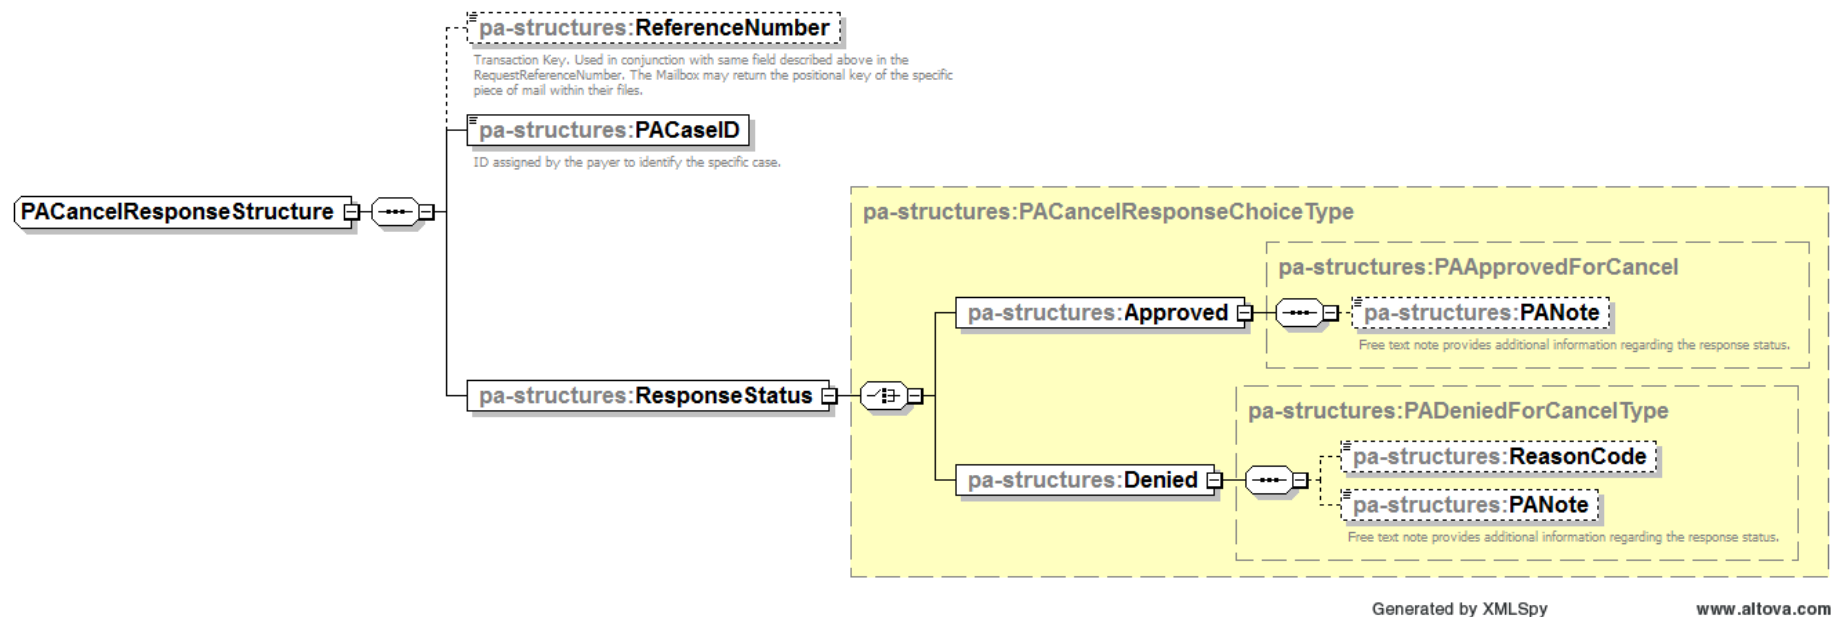 pa-structures:ReferenceNumber
Transaction Key. Used in conjunction with same field described above in the
RequestReferenceNumber. The Mailbox may return the positional key of the specific
piece of mail within their files.
pa-structures:PACaseID
ID assigned by the payer to identify the specific case.
PACancelResponseStructure
pa-structures:PACancelResponseChoiceType
pa-structures:PAApprovedForCancel
pa-structures:Approved
pa-structures:PANote
Free text note provides additional information regarding the response status.
pa-structures:ResponseStatus
pa-structures:PADeniedForCancelType
pa-structures:ReasonCode
pa-structures:Denied
pa-structures:PANote
Free text note provides additional information regarding the response status.
Generated by XMLSpy
www.altova.com